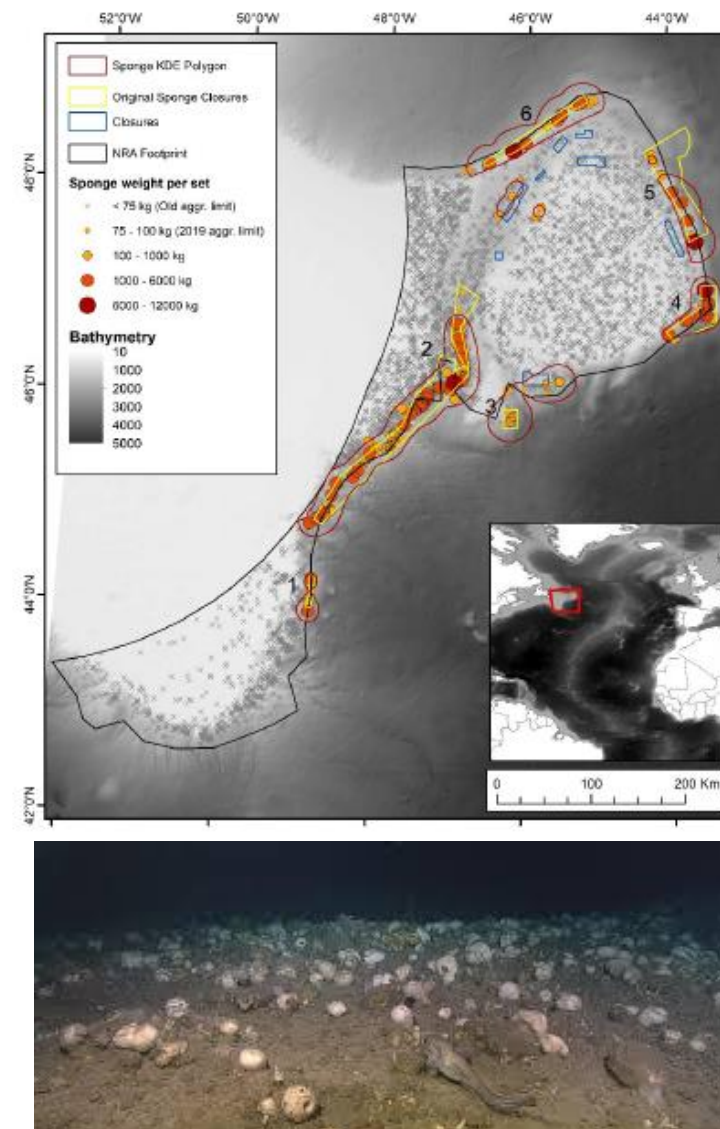 52°0'W 50°0'W 48°0'W 46°0'W 44°0'W
Sponge KDE Polygon
Original Sponge Closures
Closures
NRA Footprint
Sponge weight per set
< 75 kg (Old aggr. limit)
75 - 100 kg (2019 aggr. limit)
100 - 1000 kg
1000 - 6000 kg
6000 - 12000 kg
Bathymetry
10
1000
2000
3000
4000
5000
6
48°0'N
5
4
2
46°0'N
3
44°0'N
1
0 100 200 Km
42°0'N